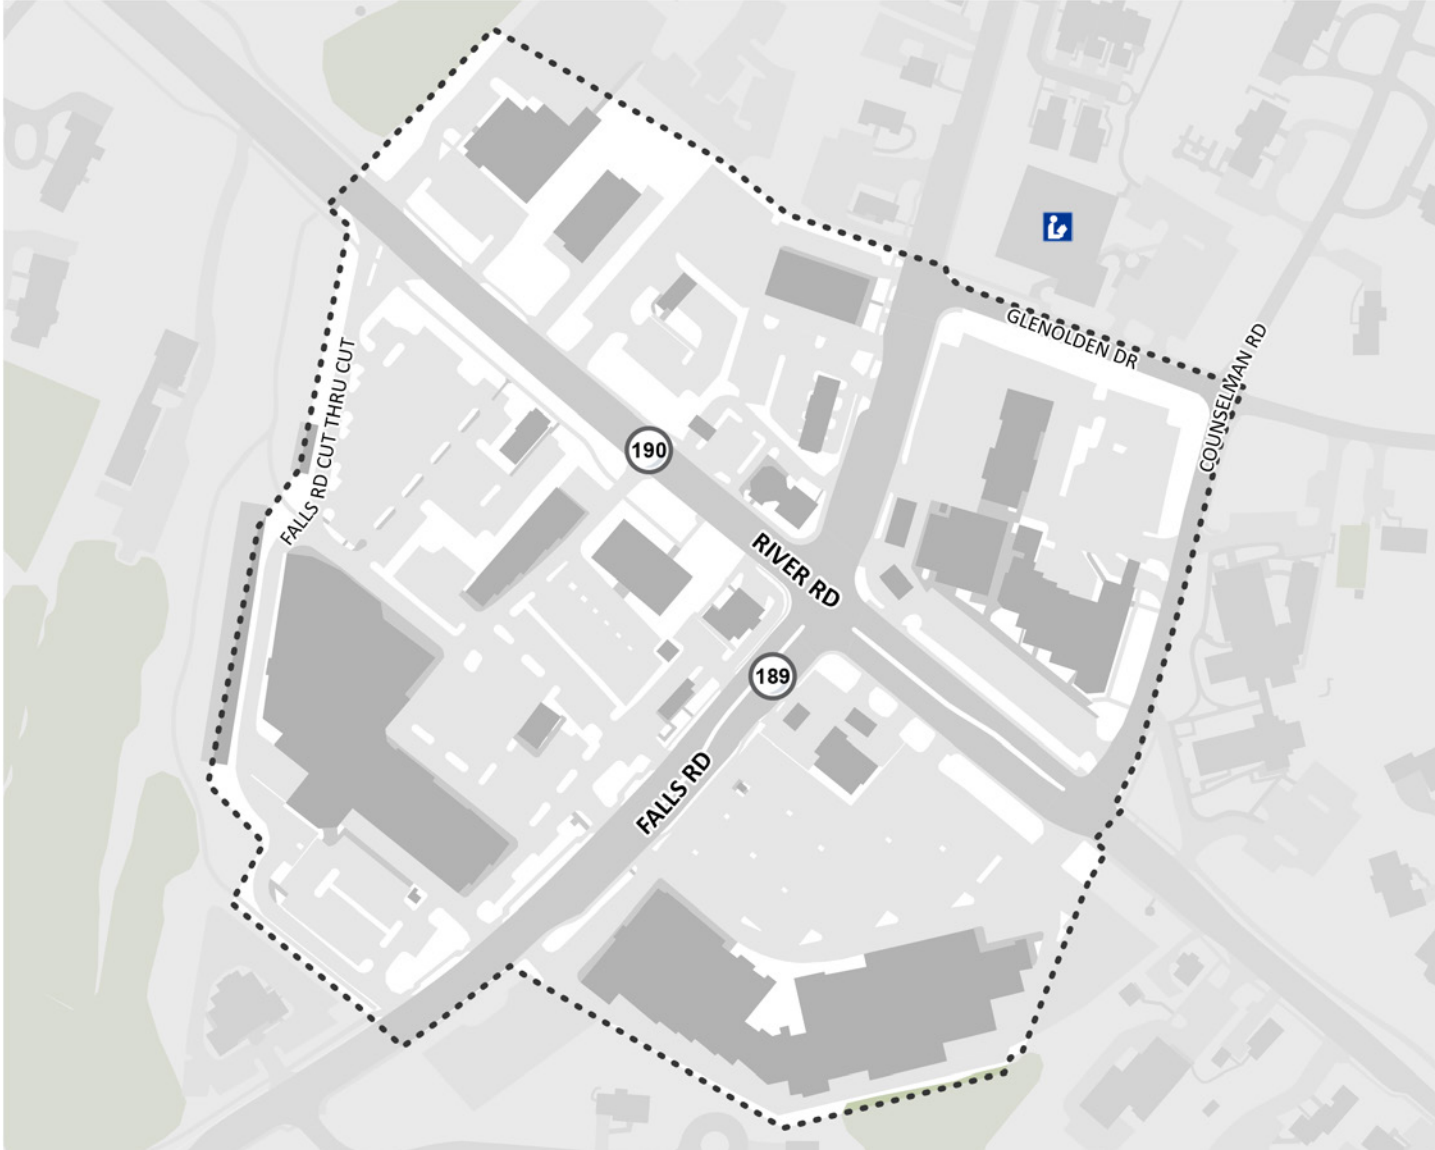 GLENOLDEN DR
COUNSELMAN RD
FALLS RD CUT THRU CUT
190
RIVER RD
189
FALLS RD